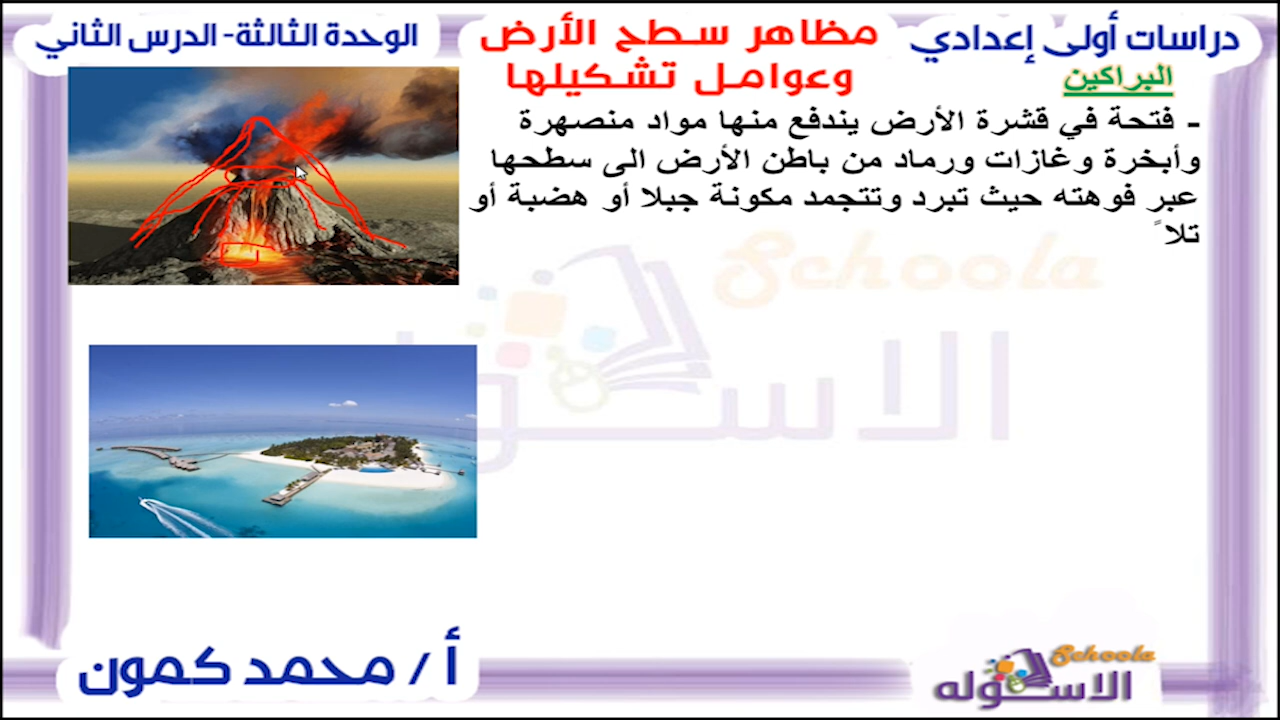 دراسات أولى إعدادي
مظاهر سطح الأرض
وعوامل تشكيلها
الوحدة الثالثة- الدرس الثاني
البراكين
- فتحة في قشرة الأرض يندفع منها مواد منصهرة
وأبخرة وغازات ورماد من باطن الأرض الى سطحها
عبر فوهته حيث تبرد وتتجمد مكونة جبلا أو هضبة أو
تلاً
Schoola
الاسكوله
أ / محمد كمون
Schoola
الاسكوله